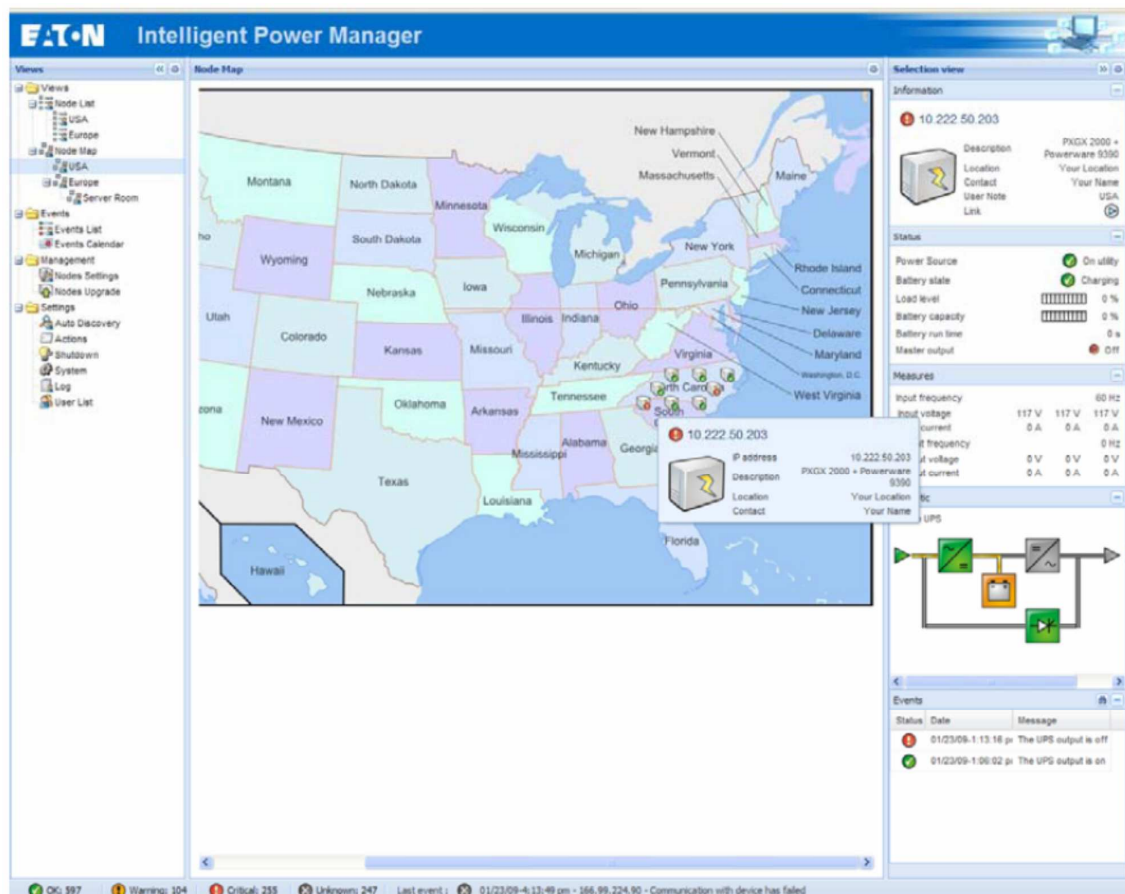 EATON Intelligent Power Manager
Views
Views
Node List
USA
Europe
Node Map
USA
Europe
Server Room
Events
Events List
Events Calendar
Management
Nodes Settings
Nodes Upgrade
Settings
Auto Discovery
Actions
Shutdown
System
Log
User List
Node Map
New Hampshire
Vermont
Massachusetts
Maine
Montana
North Dakota
Minnesota
Wisconsin
South Dakota
Michigan
New York
ho
Wyoming
Rhode Island
Iowa
Pennsylvania
Connecticut
Nebraska
Ohio
New Jersey
Utah
Illinois
Indiana
Delaware
Colorado
Kansas
Missouri
Virginia
Maryland
Kentucky
Washington, D.C.
West Virginia
Tennessee
rth Carolina
Oklahoma
Arkansas
South
zona
New Mexico
Mississippi
Alabama
Georgia
Texas
Louisiana
Florida
Hawaii
10.222.50.203
IP address 10.222.50.203
Description PXGX 2000 + Powerware
9390
Location Your Location
Contact Your Name
Selection view
Information
10.222.50.203
Description PXGX 2000 +
Powerware 9390
Location Your Location
Contact Your Name
User Note USA
Link
Status
Power Source On utility
Battery state Charging
Load level 0 %
Battery capacity 0 %
Battery run time 0 s
Master output Off
Measures
Input frequency 60 Hz
Input voltage 117 V 117 V 117 V
current 0 A 0 A 0 A
t frequency 0 Hz
t voltage 0 V 0 V 0 V
t current 0 A 0 A 0 A
tic
UPS
Events
Status Date Message
01/23/09-1:13:16 p The UPS output is off
01/23/09-1:06:02 p The UPS output is on
OK: 597 Warning: 104 Critical: 255 Unknown: 247 Last event : 01/23/09-4:13:49 pm - 166.99.224.90 - Communication with device has failed